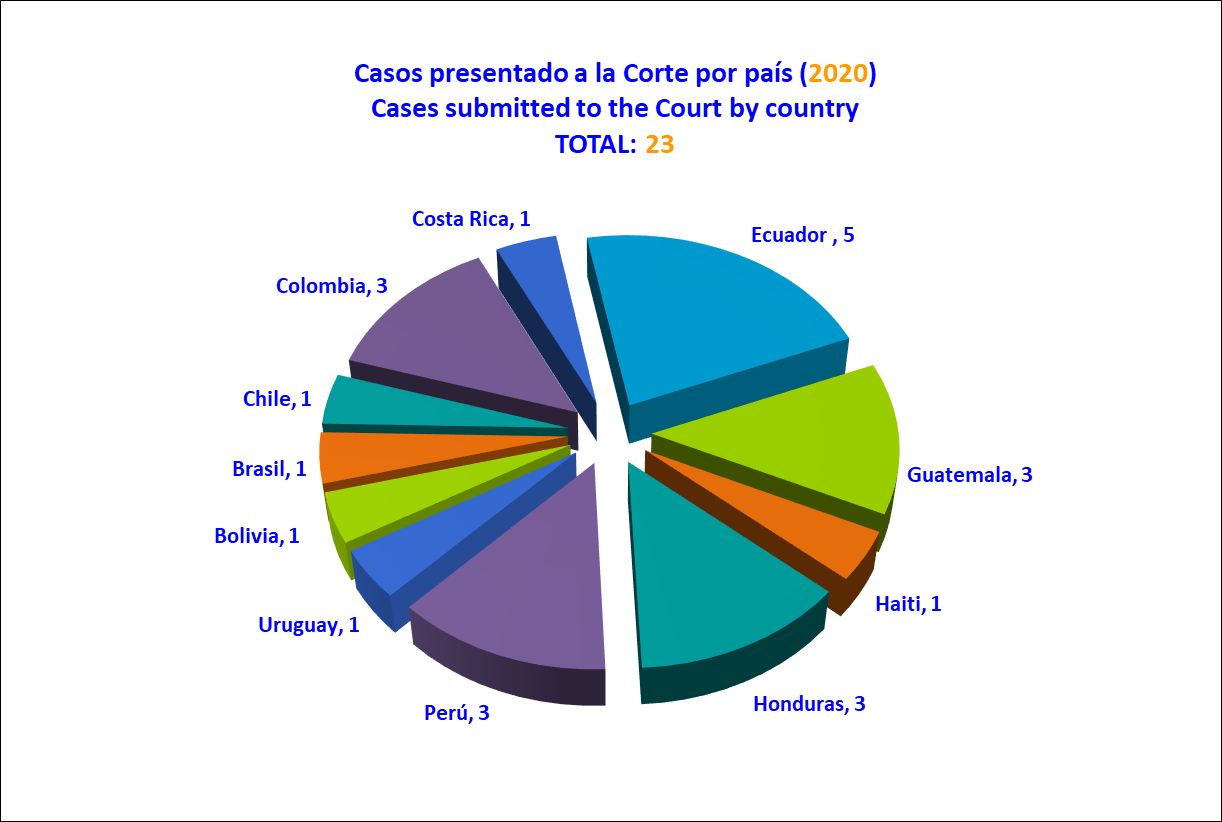 Casos presentado a la Corte por país (2020)
Cases submitted to the Court by country
TOTAL: 23
Costa Rica, 1
Ecuador , 5
Colombia, 3
Chile, 1
Brasil, 1
Guatemala, 3
Bolivia, 1
Haiti, 1
Uruguay, 1
Honduras, 3
Perú, 3